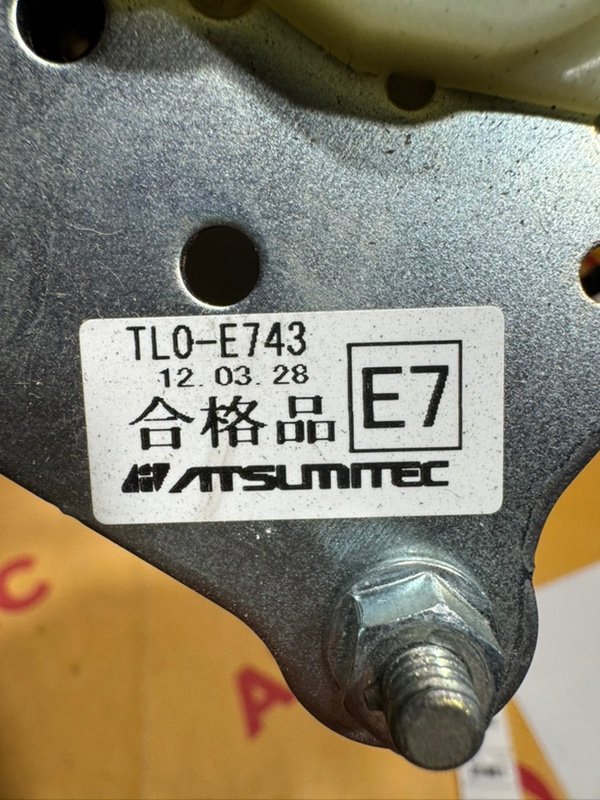 TL0-E743
12.03.28
合格品
E7
ATSUMITEC
C
A